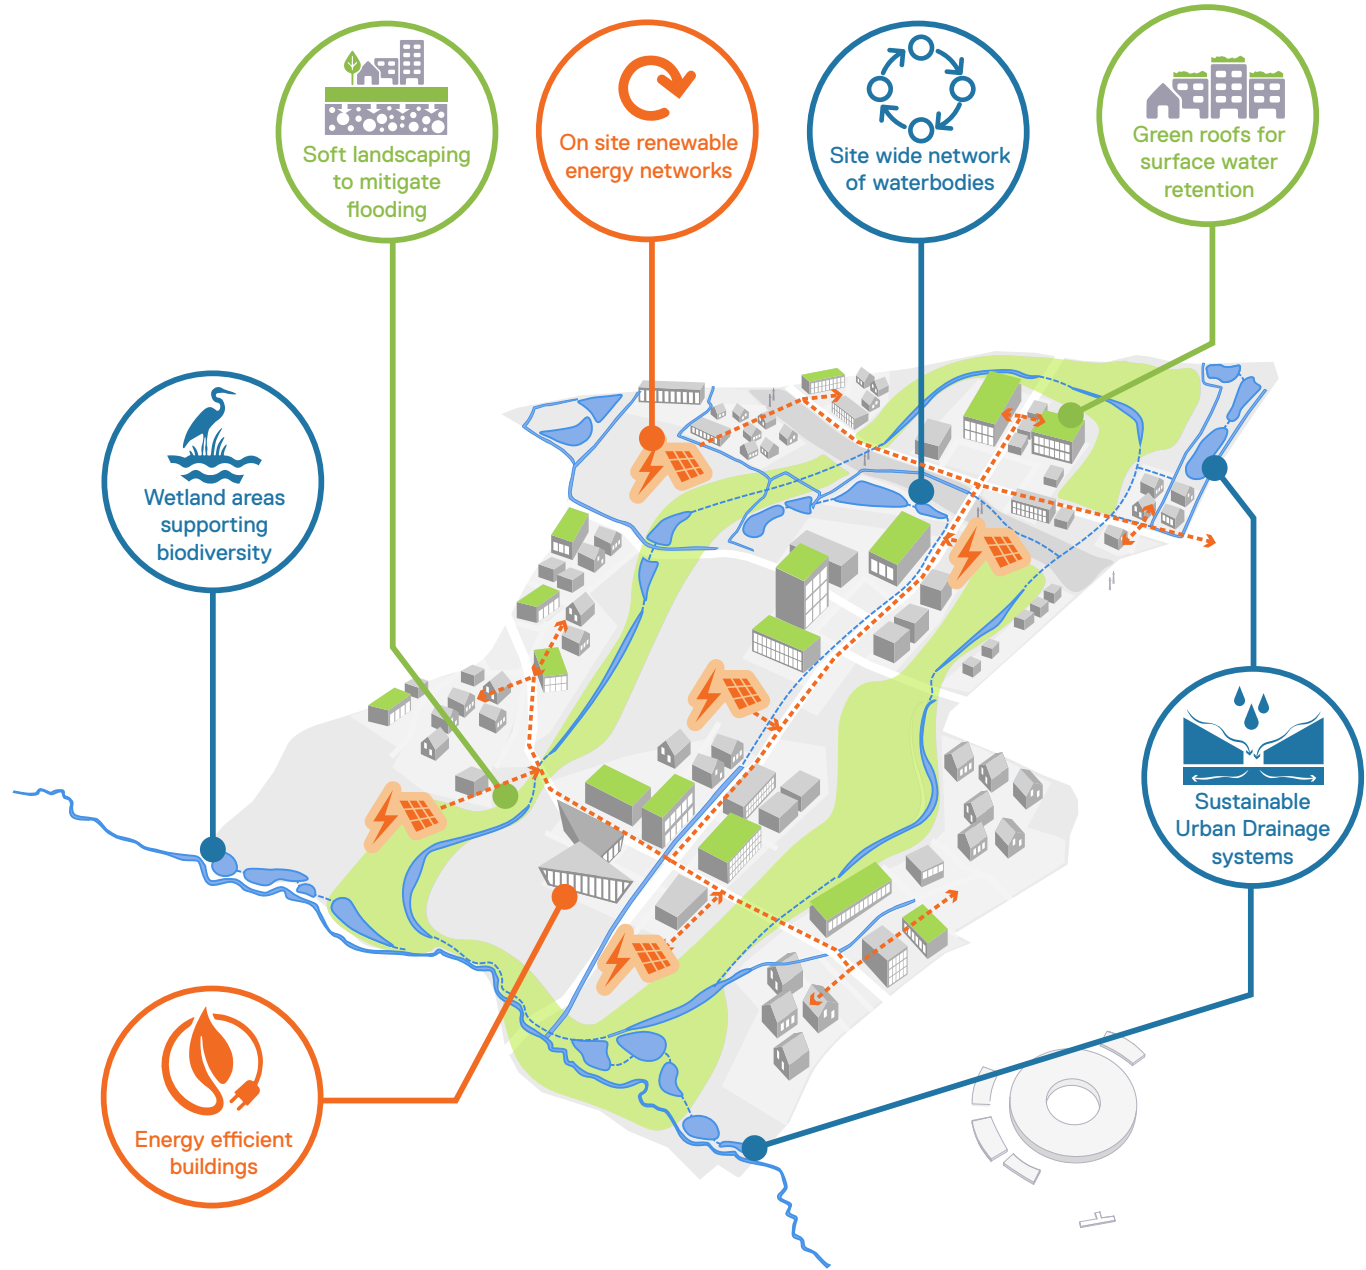 Soft landscaping
to mitigate
flooding
On site renewable
energy networks
Site wide network
of waterbodies
Green roofs for
surface water
retention
Wetland areas
supporting
biodiversity
Sustainable
Urban Drainage
systems
Energy efficient
buildings